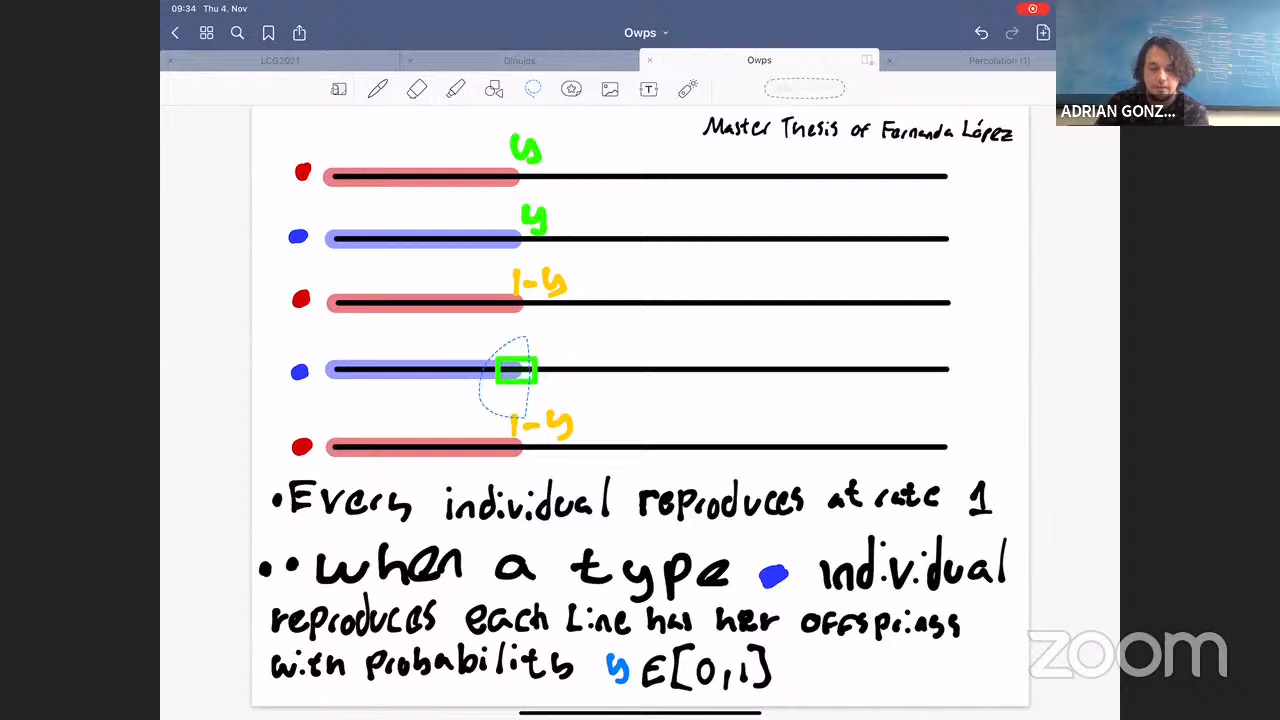 09:34 Thu 4. Nov
Owps
LCG2021
Dinujos
Owps
Percolation (1)
ADRIAN GONZ...
Master Thesis of Fernanda López
y
y
1-y
1-y
• Every individual reproduces at rate 1
•• when a type individual
reproduces each Line has her offsprings
with probability y ∈ [0,1]
zoom